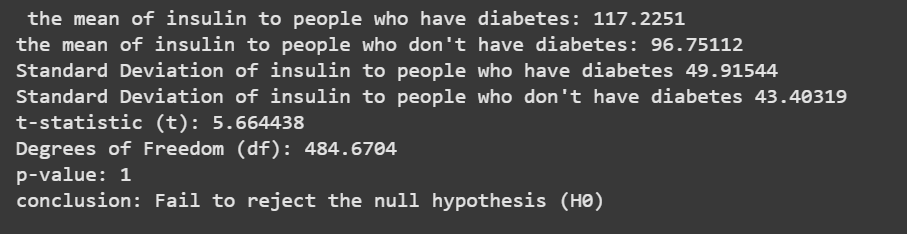 the mean of insulin to people who have diabetes: 117.2251
the mean of insulin to people who don't have diabetes: 96.75112
Standard Deviation of insulin to people who have diabetes 49.91544
Standard Deviation of insulin to people who don't have diabetes 43.40319
t-statistic (t): 5.664438
Degrees of Freedom (df): 484.6704
p-value: 1
conclusion: Fail to reject the null hypothesis (H0)